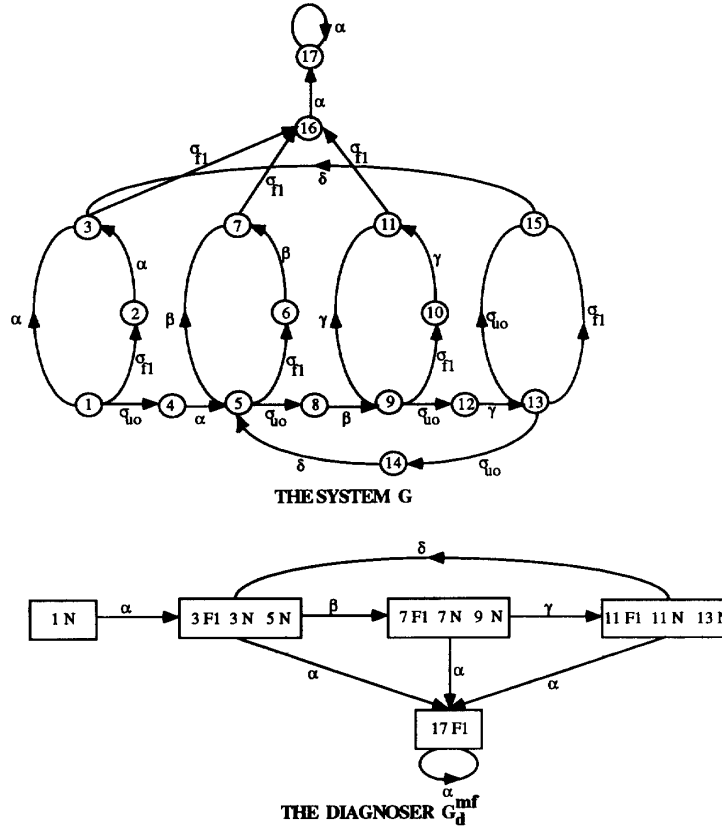 α
17
α
16
σf1 σf1 σf1
δ
3 7 11 15
α β γ
α 2 β 6 γ 10 σuo σf1
σf1 σf1 σf1
1 σuo 4 α 5 σuo 8 β 9 σuo 12 γ 13
δ 14 σuo
THE SYSTEM G
δ
1 N α 3 F1 3 N 5 N β 7 F1 7 N 9 N γ 11 F1 11 N 13 N
α α α
17 F1
α
THE DIAGNOSER G_d^mf